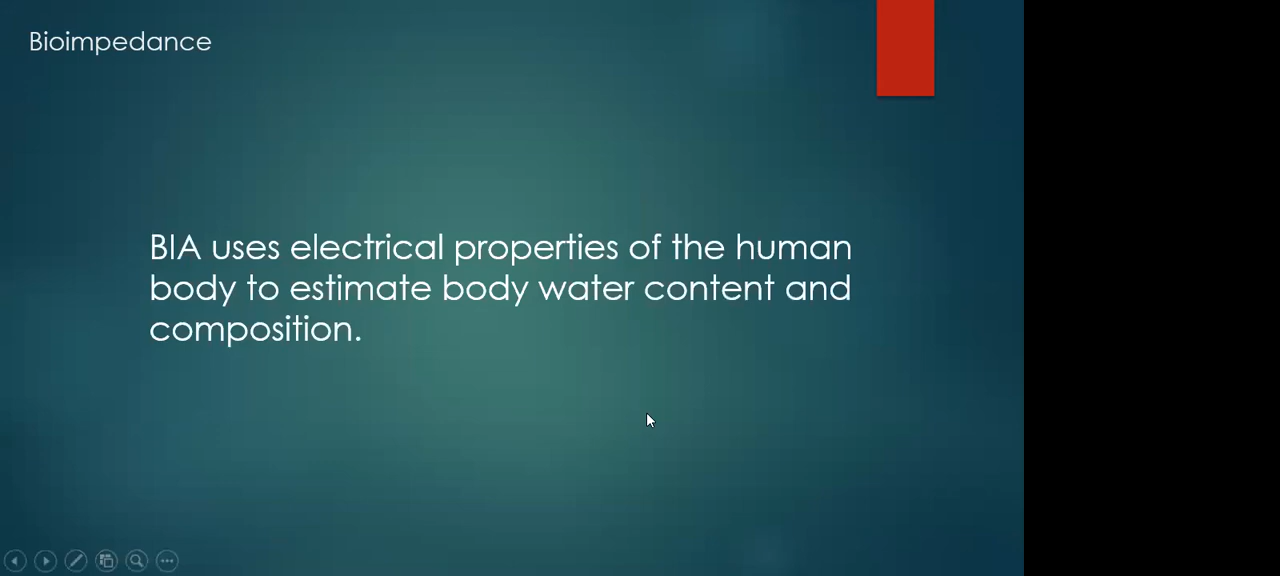 Bioimpedance
BIA uses electrical properties of the human
body to estimate body water content and
composition.